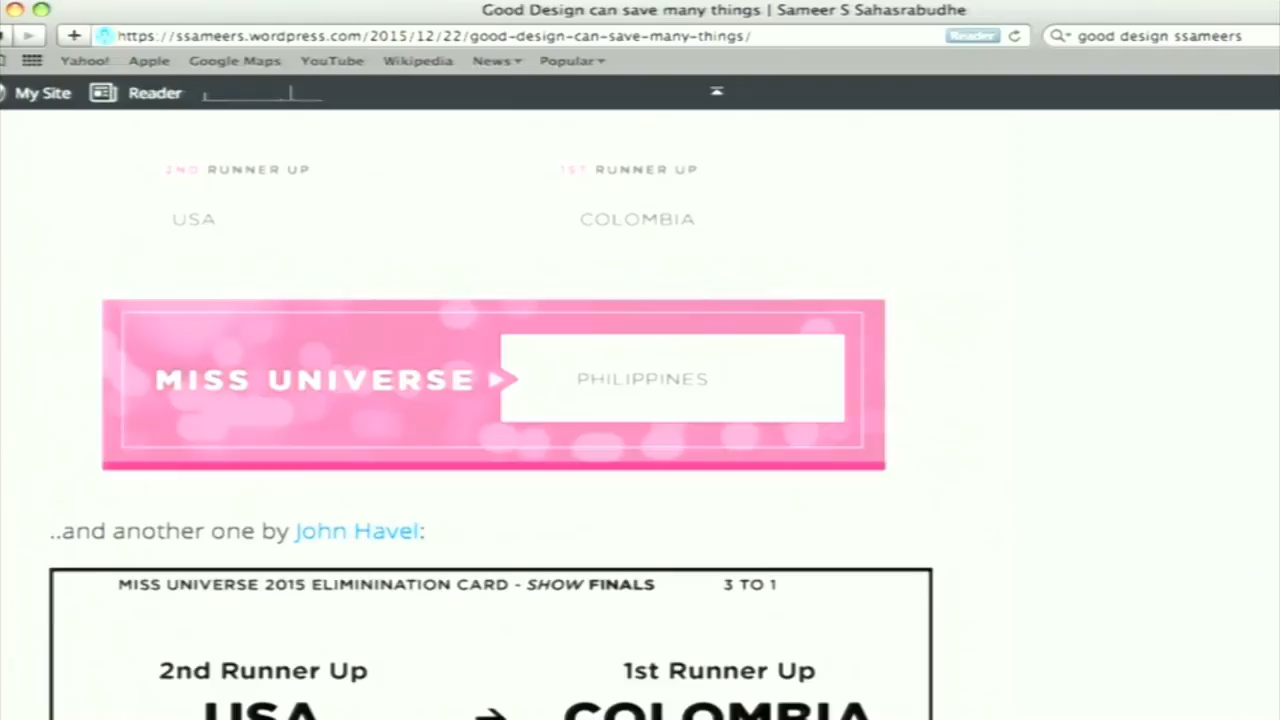 Good Design can save many things | Sameer S Sahasrabudhe
https://ssameers.wordpress.com/2015/12/22/good-design-can-save-many-things/ Reader good design ssameers
Yahoo! Apple Google Maps YouTube Wikipedia News Popular
My Site Reader
2ND RUNNER UP 1ST RUNNER UP
USA COLOMBIA
MISS UNIVERSE PHILIPPINES
..and another one by John Havel:
MISS UNIVERSE 2015 ELIMININATION CARD - SHOW FINALS 3 TO 1
2nd Runner Up 1st Runner Up
USA → COLOMBIA